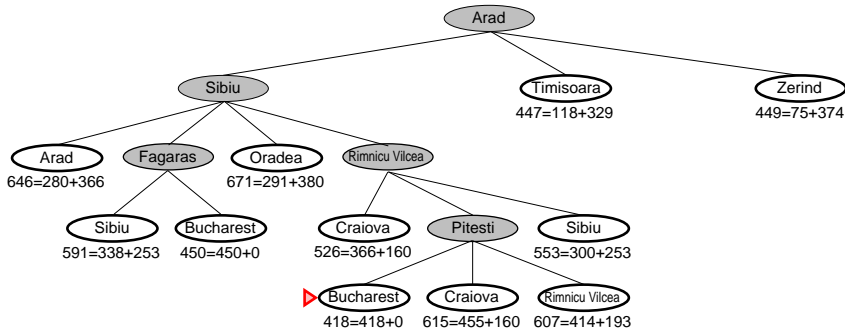 Arad
Sibiu Timisoara Zerind
447=118+329 449=75+374
Arad Fagaras Oradea Rimnicu Vilcea
646=280+366 671=291+380
Sibiu Bucharest Craiova Pitesti Sibiu
591=338+253 450=450+0 526=366+160 553=300+253
Bucharest Craiova Rimnicu Vilcea
418=418+0 615=455+160 607=414+193